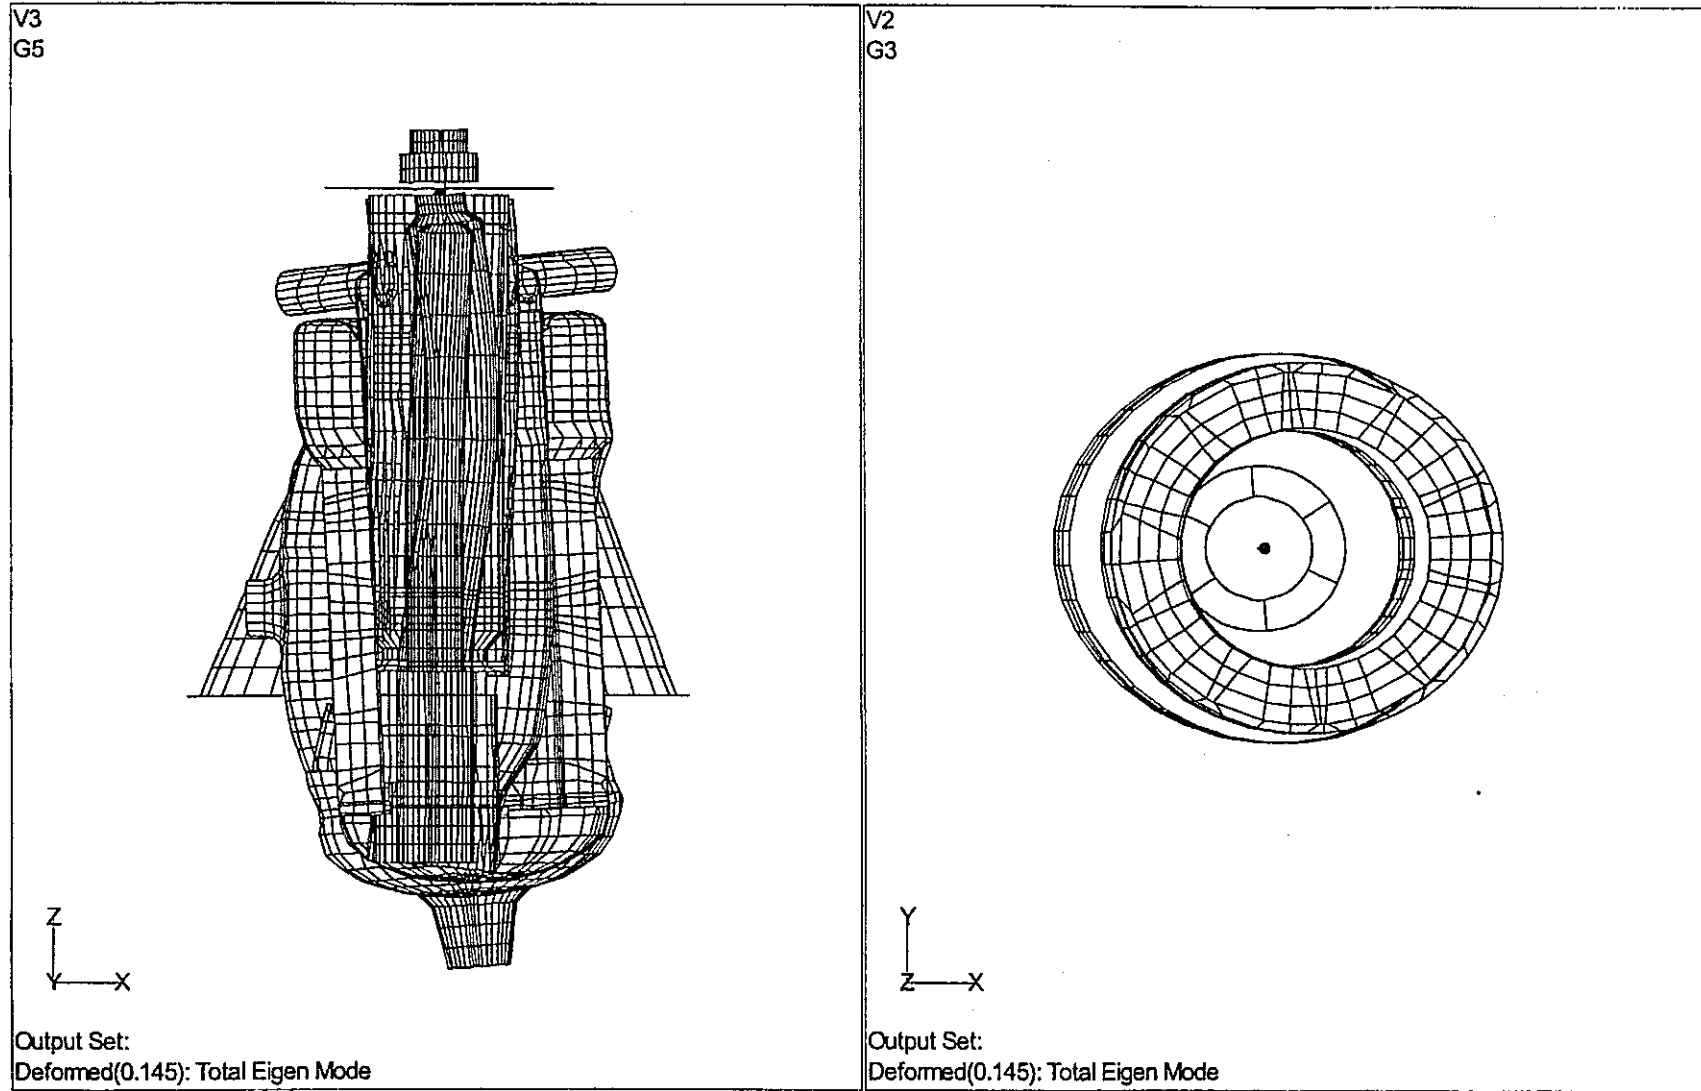 V3
G5
Z
Y
X
Output Set:
Deformed(0.145): Total Eigen Mode
V2
G3
Y
Z
X
Output Set:
Deformed(0.145): Total Eigen Mode